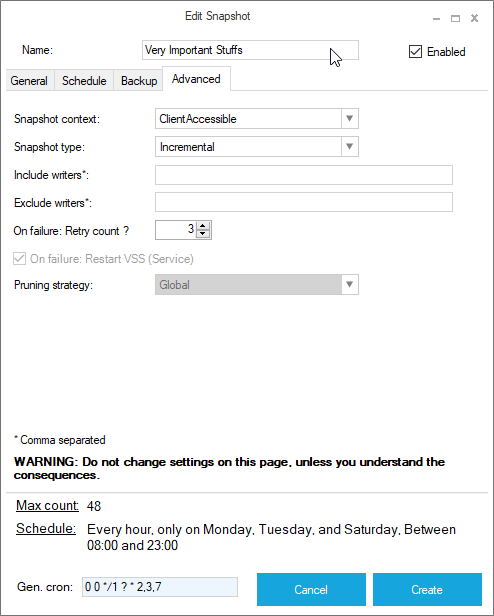 Edit Snapshot
Name: Very Important Stuffs Enabled
General Schedule Backup Advanced
Snapshot context: ClientAccessible
Snapshot type: Incremental
Include writers*:
Exclude writers*:
On failure: Retry count ? 3
On failure: Restart VSS (Service)
Pruning strategy: Global
* Comma separated
WARNING: Do not change settings on this page, unless you understand the
consequences.
Max count: 48
Schedule: Every hour, only on Monday, Tuesday, and Saturday, Between
08:00 and 23:00
Gen. cron: 0 0 */1 ? * 2,3,7 Cancel Create